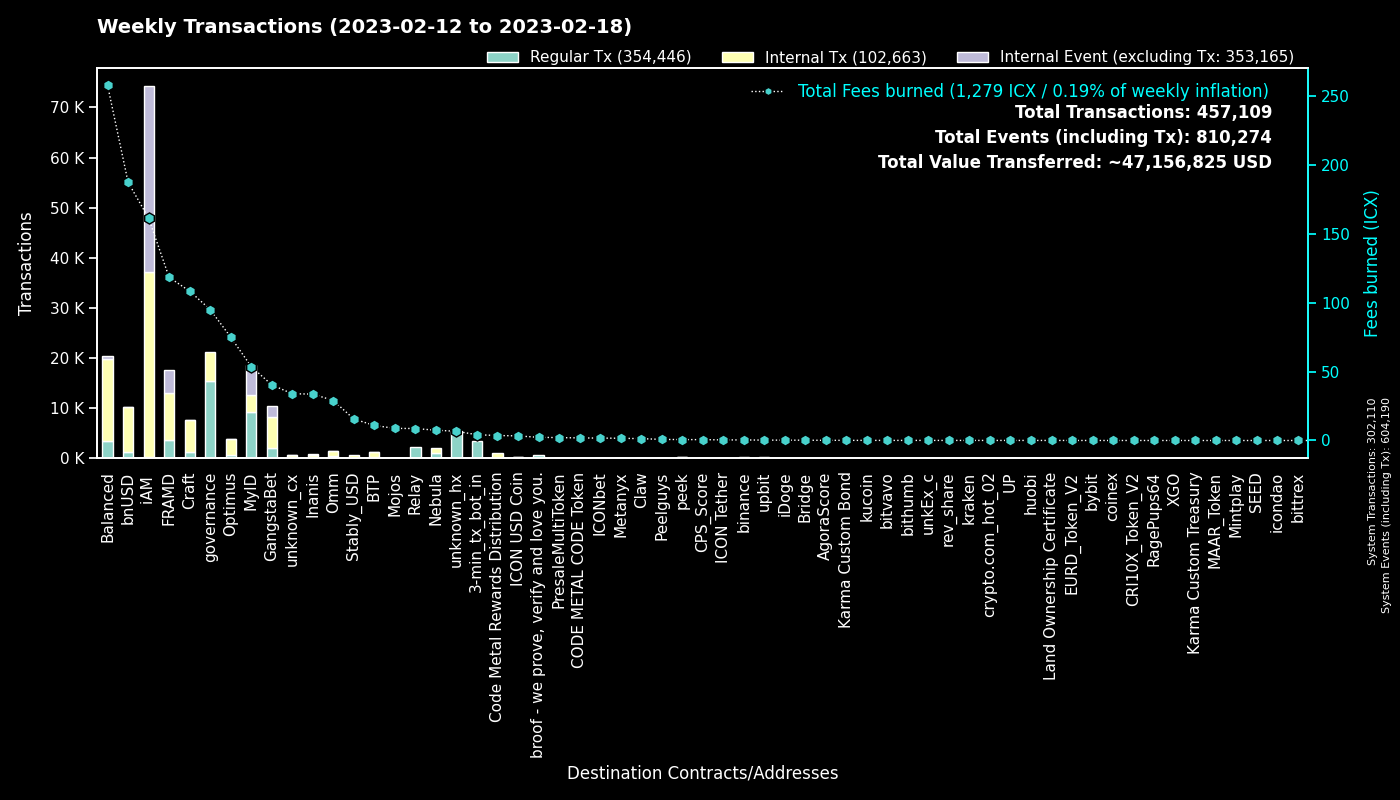 Weekly Transactions (2023-02-12 to 2023-02-18)
Regular Tx (354,446)
Internal Tx (102,663)
Internal Event (excluding Tx: 353,165)
Total Fees burned (1,279 ICX / 0.19% of weekly inflation)
Total Transactions: 457,109
Total Events (including Tx): 810,274
Total Value Transferred: ~47,156,825 USD
Transactions
70 K
60 K
50 K
40 K
30 K
20 K
10 K
0 K
250
200
150
100
50
0
Fees burned (ICX)
System Transactions: 302,110
System Events (including Tx): 604,190
Balanced
bnUSD
iAM
FRAMD
Craft
governance
Optimus
MyID
GangstaBet
unknown_cx
Inanis
Omm
Stably_USD
BTP
Mojos
Relay
Nebula
unknown_hx
3-min_tx_bot_in
Code Metal Rewards Distribution
ICON USD Coin
broof - we prove, verify and love you.
PresaleMultiToken
CODE METAL CODE Token
ICONbet
Metanyx
Claw
Peelguys
peek
CPS_Score
ICON Tether
binance
upbit
iDoge
Bridge
AgoraScore
Karma Custom Bond
kucoin
bitvavo
bithumb
unkEx_c
rev_share
kraken
crypto.com_hot_02
UP
huobi
Land Ownership Certificate
EURD_Token_V2
bybit
coinex
CRI10X_Token_V2
RagePups64
XGO
Karma Custom Treasury
MAAR_Token
Mintplay
SEED
icondao
bittrex
Destination Contracts/Addresses